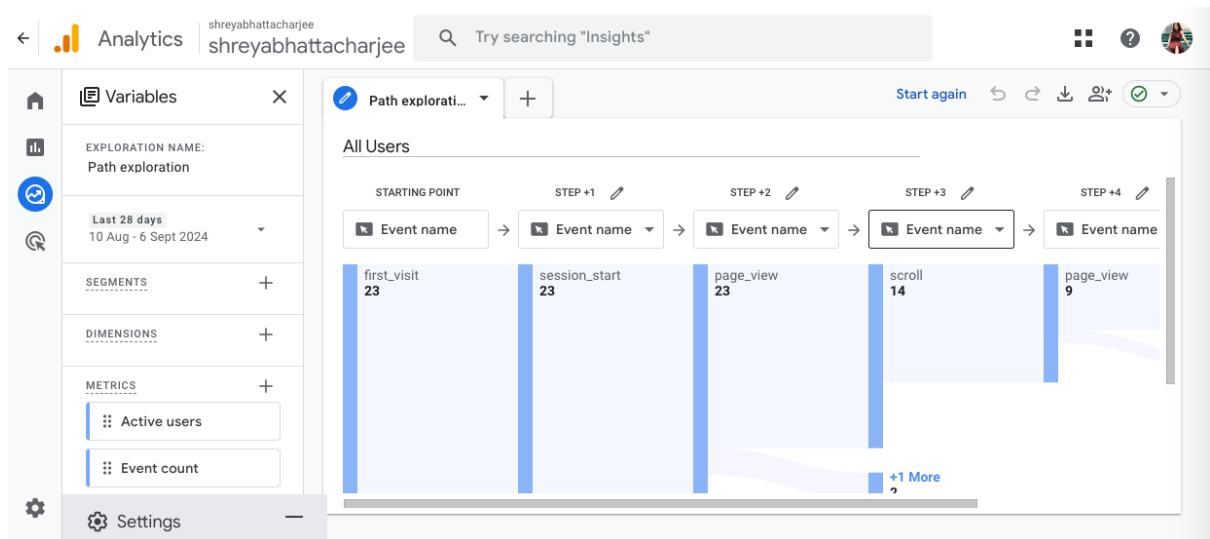 shreyabhattacharjee
Analytics
shreyabhattacharjee
Try searching "Insights"
Variables
EXPLORATION NAME:
Path exploration
Last 28 days
10 Aug - 6 Sept 2024
SEGMENTS
DIMENSIONS
METRICS
Active users
Event count
Settings
Path explorati...
Start again
All Users
STARTING POINT STEP +1 STEP +2 STEP +3 STEP +4
Event name Event name Event name Event name Event name
first_visit session_start page_view scroll page_view
23 23 23 14 9
+1 More
2